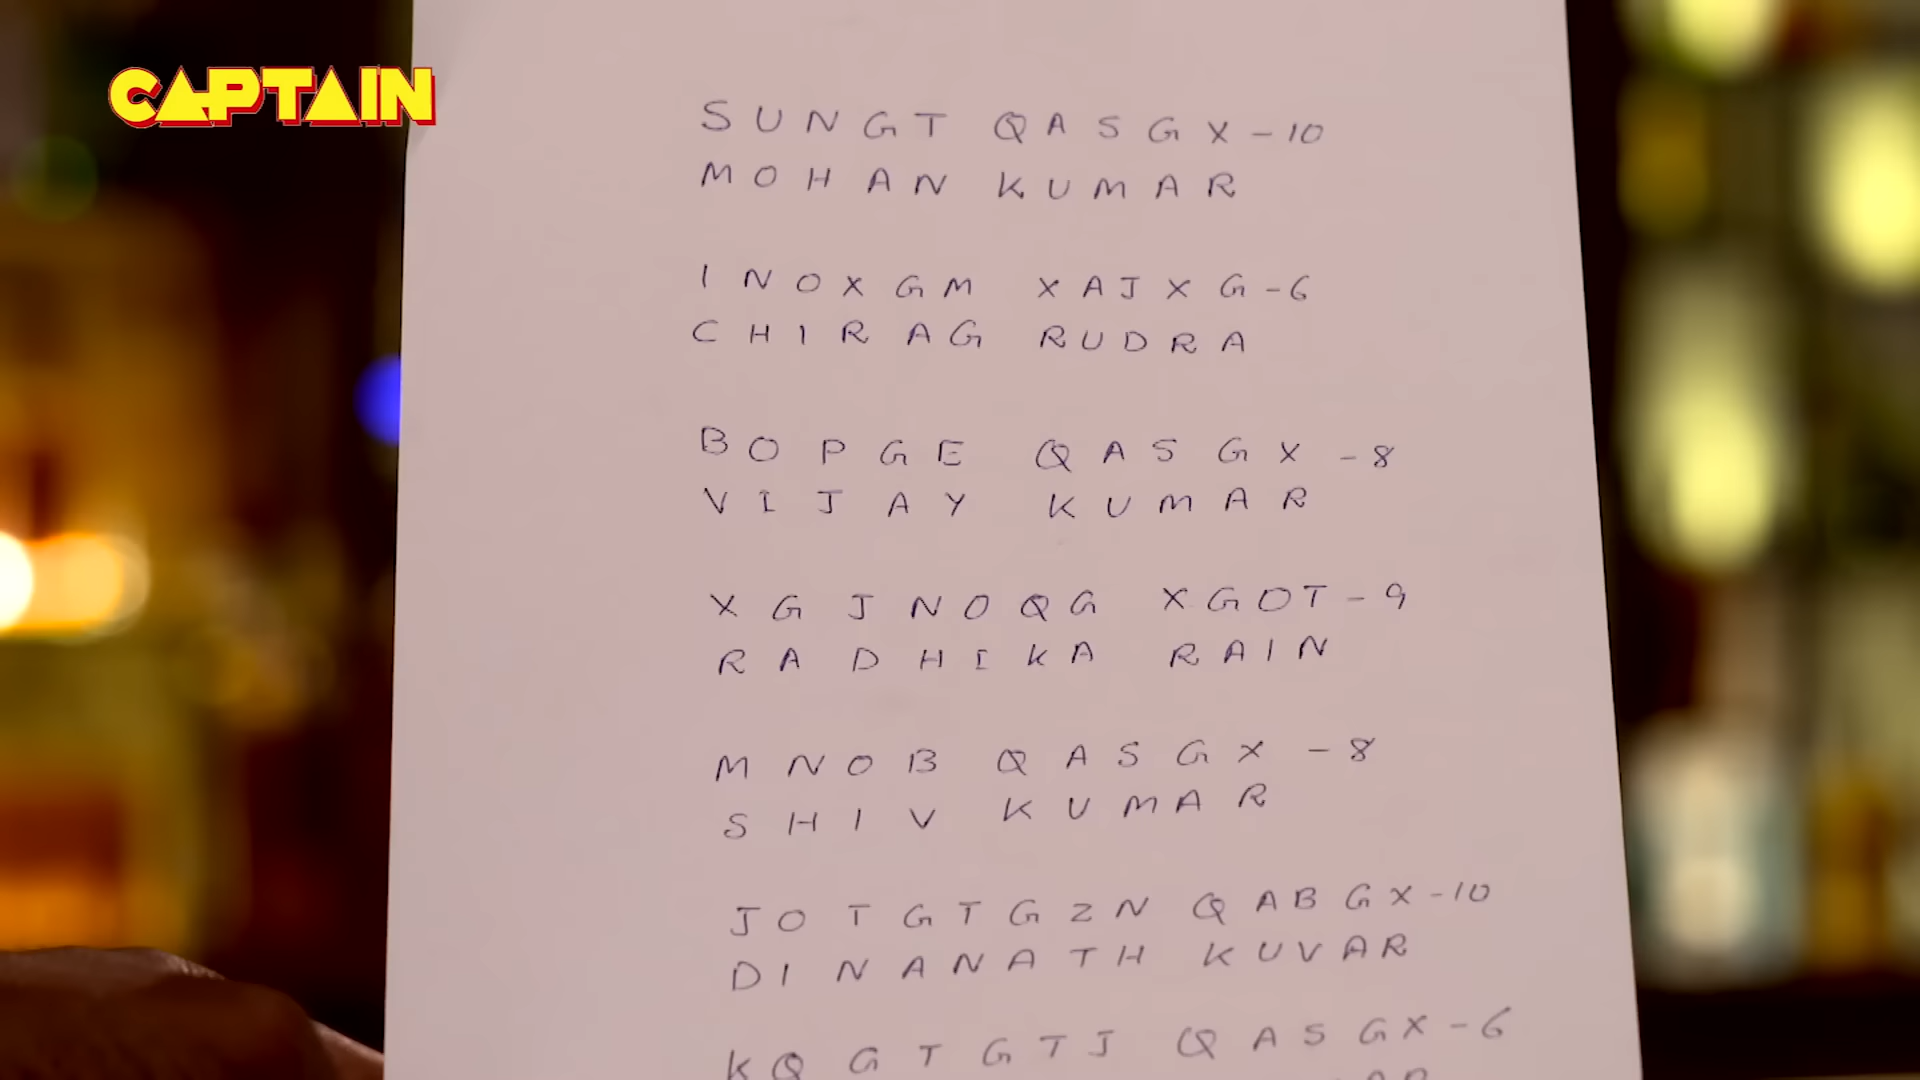 CAPTAIN
SUNGT QASGX-10
MOHAN KUMAR
INOXGM XAJXG-6
CHIRAG RUDRA
BOPGE QASGX-8
VIJAY KUMAR
XGJNOQG XGOT-9
RADHIKA RAIN
MNOB QASGX-8
SHIV KUMAR
JOTGTGZN QABGX-10
DINANATH KUVAR
KQGTGTJ QASGX-6